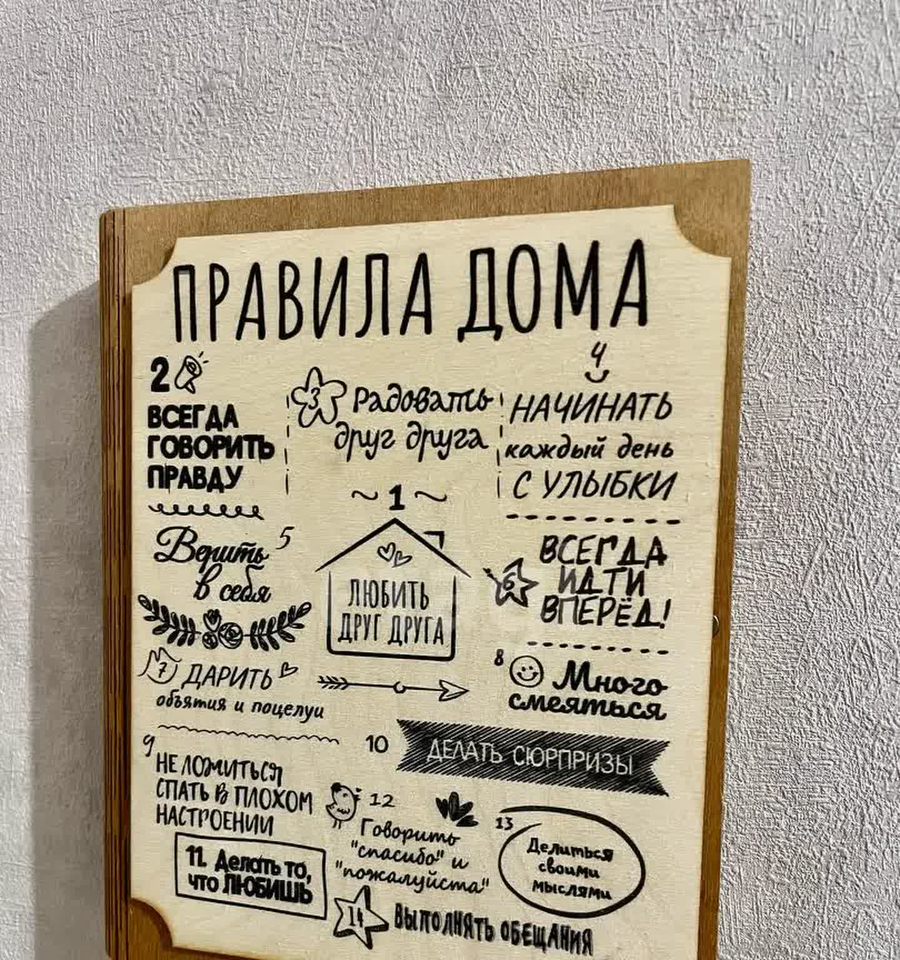 ПРАВИЛА ДОМА
2
ВСЕГДА
ГОВОРИТЬ
ПРАВДУ
3 Радовать
друг друга
4
НАЧИНАТЬ
каждый день
С УЛЫБКИ
~1~
ЛЮБИТЬ
ДРУГ ДРУГА
Верить 5
в себя
6 ВСЕГДА
ИДТИ
ВПЕРЁД!
7 ДАРИТЬ
объятия и поцелуи
8 Много
смеяться
9
НЕ ЛОЖИТЬСЯ
СПАТЬ В ПЛОХОМ
НАСТРОЕНИИ
10 ДЕЛАТЬ СЮРПРИЗЫ
11. Делать то,
что ЛЮБИШЬ
12
Говорить
"спасибо" и
"пожалуйста"
13
Делиться
своими
мыслями
14 ВЫПОЛНЯТЬ ОБЕЩАНИЯ